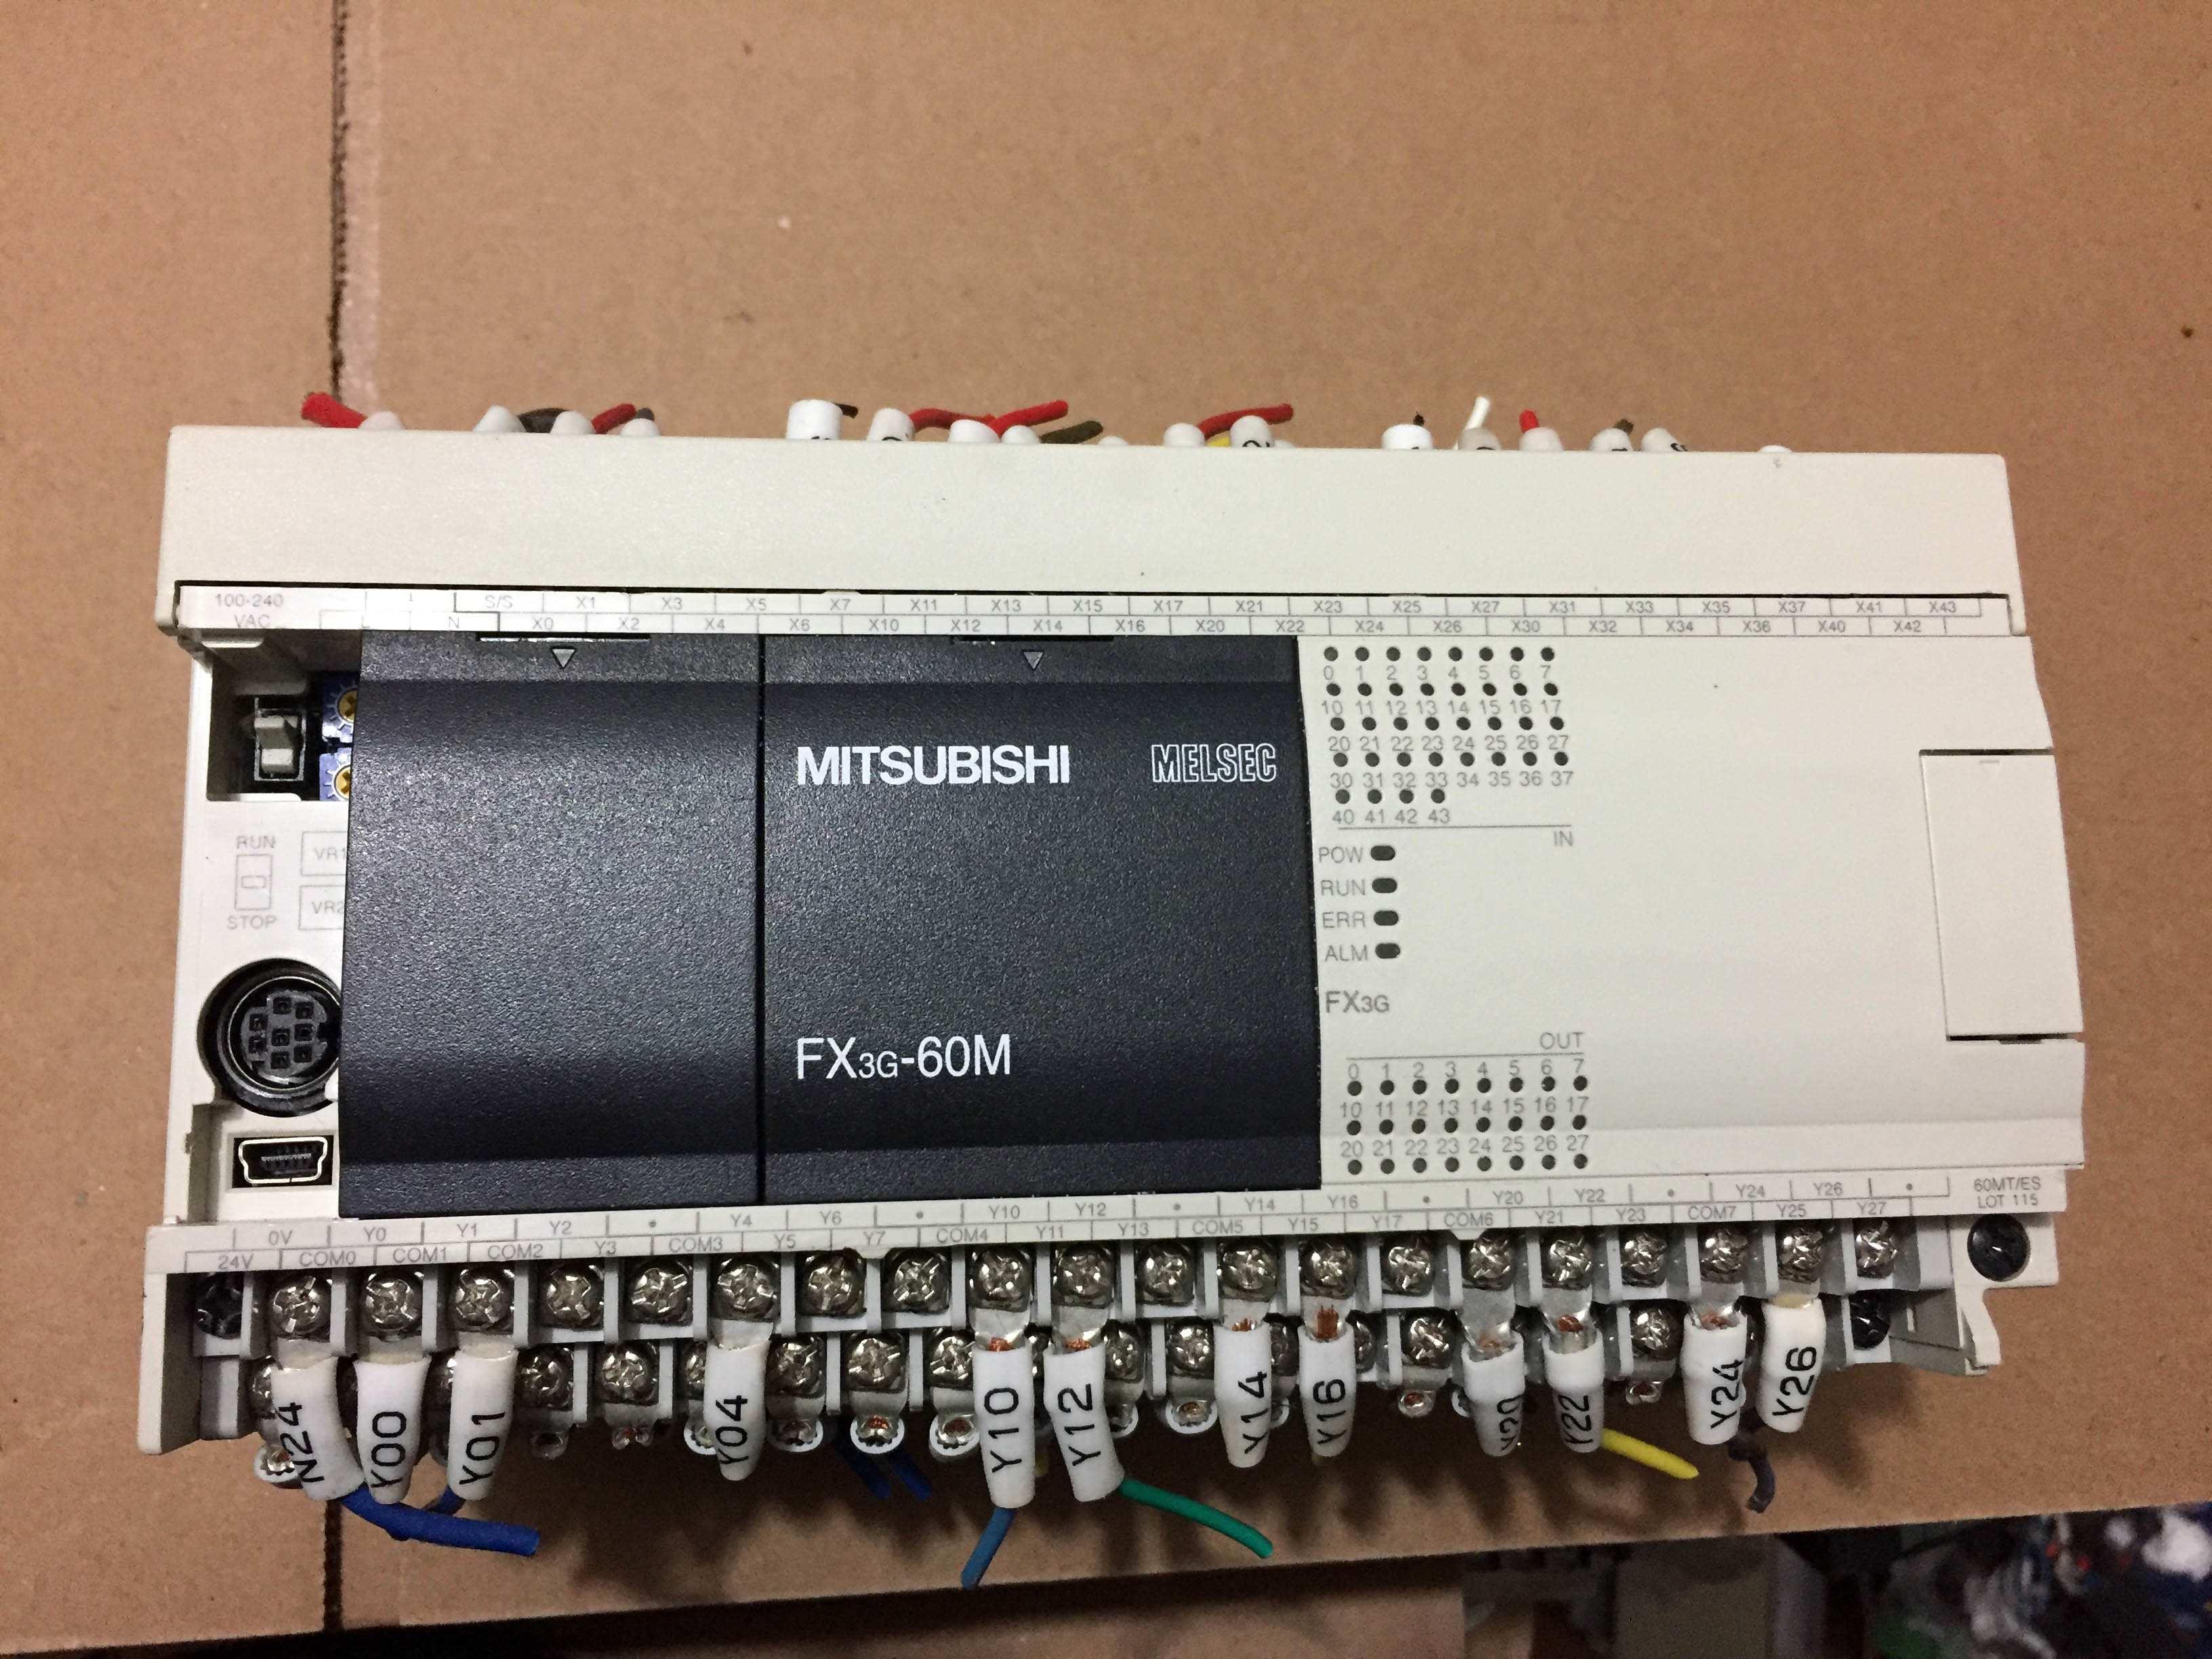 100-240 S/S X1 X3 X5 X7 X11 X13 X15 X17 X21 X23 X25 X27 X31 X33 X35 X37 X41 X43
VAC L N X0 X2 X4 X6 X10 X12 X14 X16 X20 X22 X24 X26 X30 X32 X34 X36 X40 X42
0 1 2 3 4 5 6 7
10 11 12 13 14 15 16 17
20 21 22 23 24 25 26 27
30 31 32 33 34 35 36 37
40 41 42 43
IN
MITSUBISHI MELSEC
RUN
STOP
VR1
VR2
POW
RUN
ERR
ALM
FX3G
FX3G-60M
OUT
0 1 2 3 4 5 6 7
10 11 12 13 14 15 16 17
20 21 22 23 24 25 26 27
0V Y0 Y1 Y2 • Y4 Y6 • Y10 Y12 • Y14 Y16 • Y20 Y22 • Y24 Y26 •
24V COM0 COM1 COM2 Y3 COM3 Y5 Y7 COM4 Y11 Y13 COM5 Y15 Y17 COM6 Y21 Y23 COM7 Y25 Y27
60MT/ES
LOT 115
N24
Y00
Y01
Y04
Y10
Y12
Y14
Y16
Y20
Y22
Y24
Y26